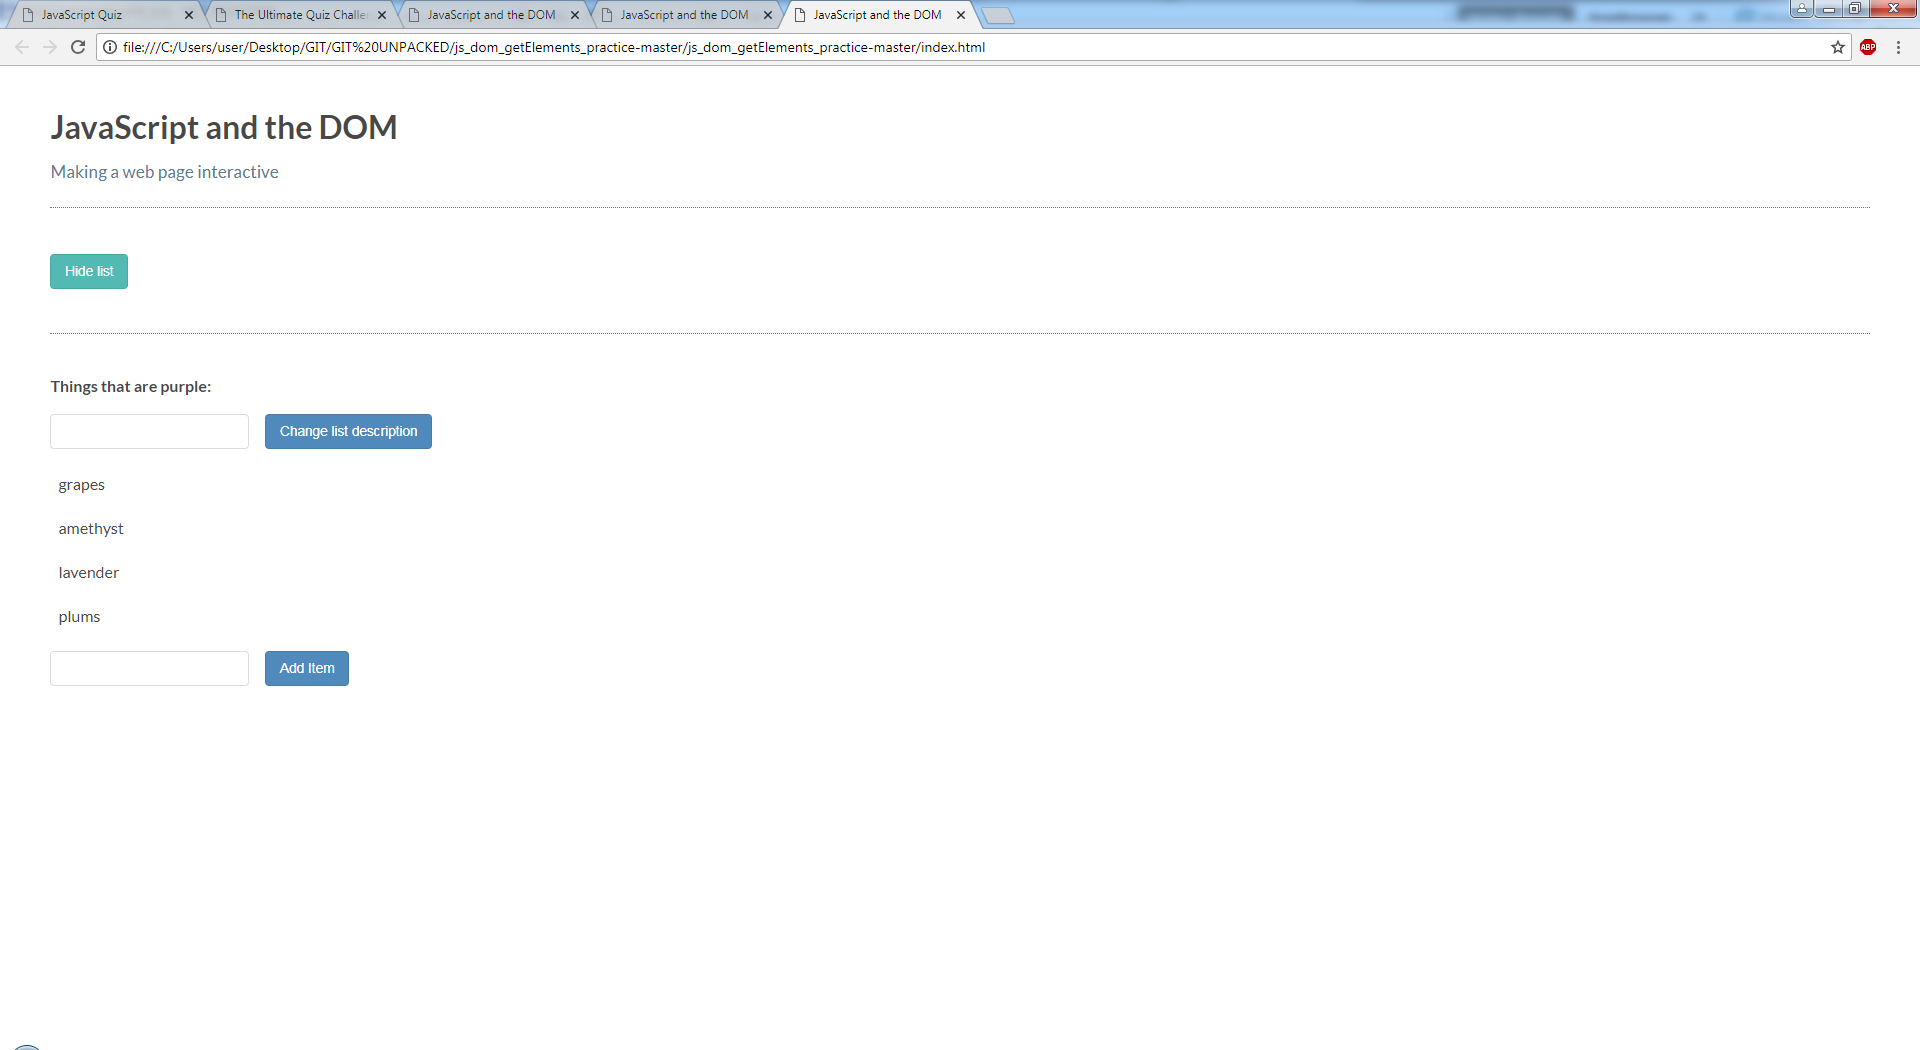 JavaScript Quiz
The Ultimate Quiz Challe
JavaScript and the DOM
JavaScript and the DOM
JavaScript and the DOM
file:///C:/Users/user/Desktop/GIT/GIT%20UNPACKED/js_dom_getElements_practice-master/js_dom_getElements_practice-master/index.html
ABP
JavaScript and the DOM
Making a web page interactive
Hide list
Things that are purple:
Change list description
grapes
amethyst
lavender
plums
Add Item